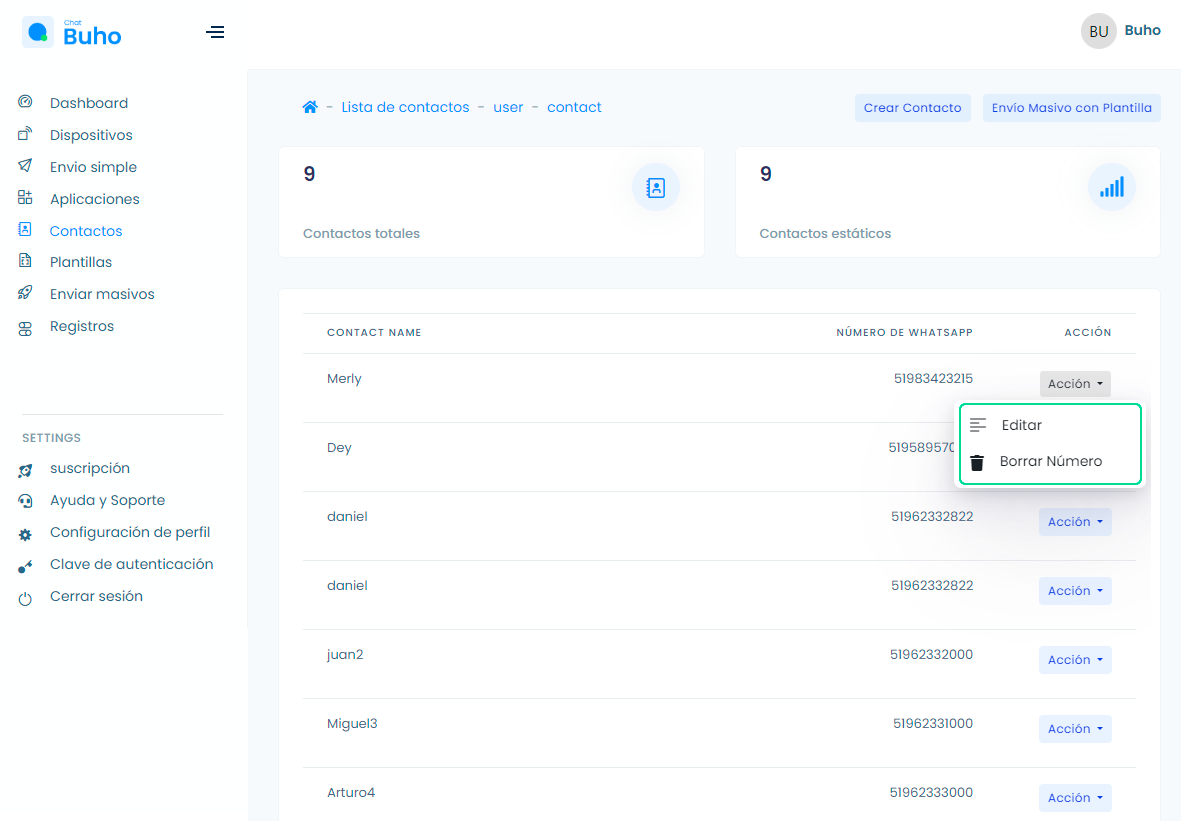 Chat
Buho
BU Buho
Dashboard
Dispositivos
Envio simple
Aplicaciones
Contactos
Plantillas
Enviar masivos
Registros
SETTINGS
suscripción
Ayuda y Soporte
Configuración de perfil
Clave de autenticación
Cerrar sesión
- Lista de contactos - user - contact
Crear Contacto
Envío Masivo con Plantilla
9
Contactos totales
9
Contactos estáticos
CONTACT NAME NÚMERO DE WHATSAPP ACCIÓN
Merly 51983423215 Acción
Editar
Borrar Número
Dey 519589570
daniel 51962332822 Acción
daniel 51962332822 Acción
juan2 51962332000 Acción
Miguel3 51962331000 Acción
Arturo4 51962333000 Acción